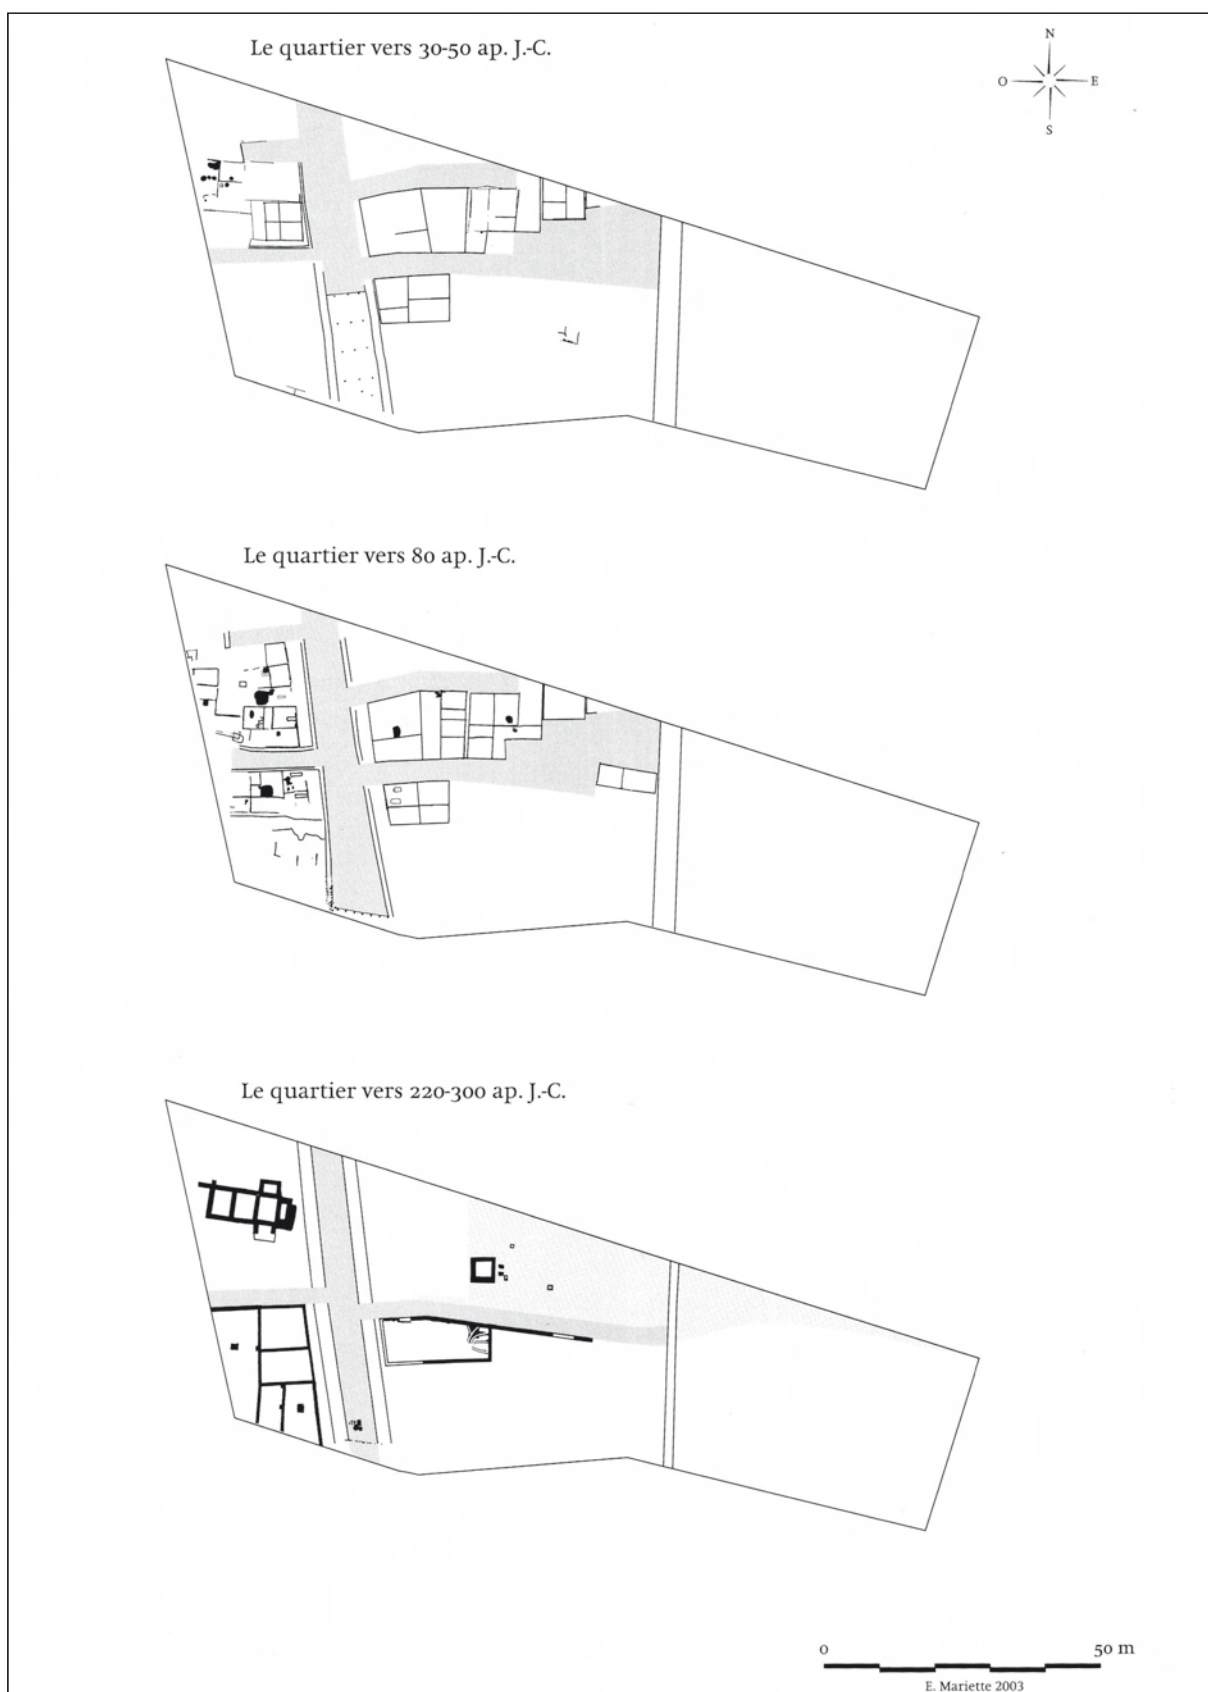 Le quartier vers 30-50 ap. J.-C.
N
O E
S
Le quartier vers 80 ap. J.-C.
Le quartier vers 220-300 ap. J.-C.
0 50 m
E. Mariette 2003